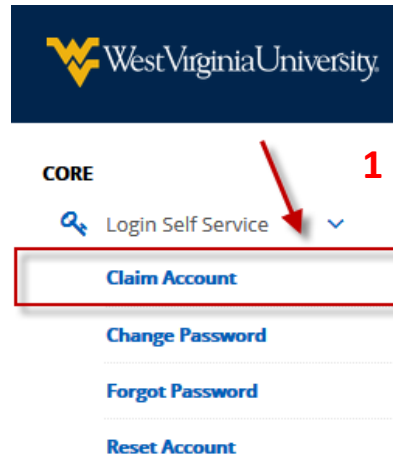 WestVirginiaUniversity.
CORE
1
Login Self Service
Claim Account
Change Password
Forgot Password
Reset Account